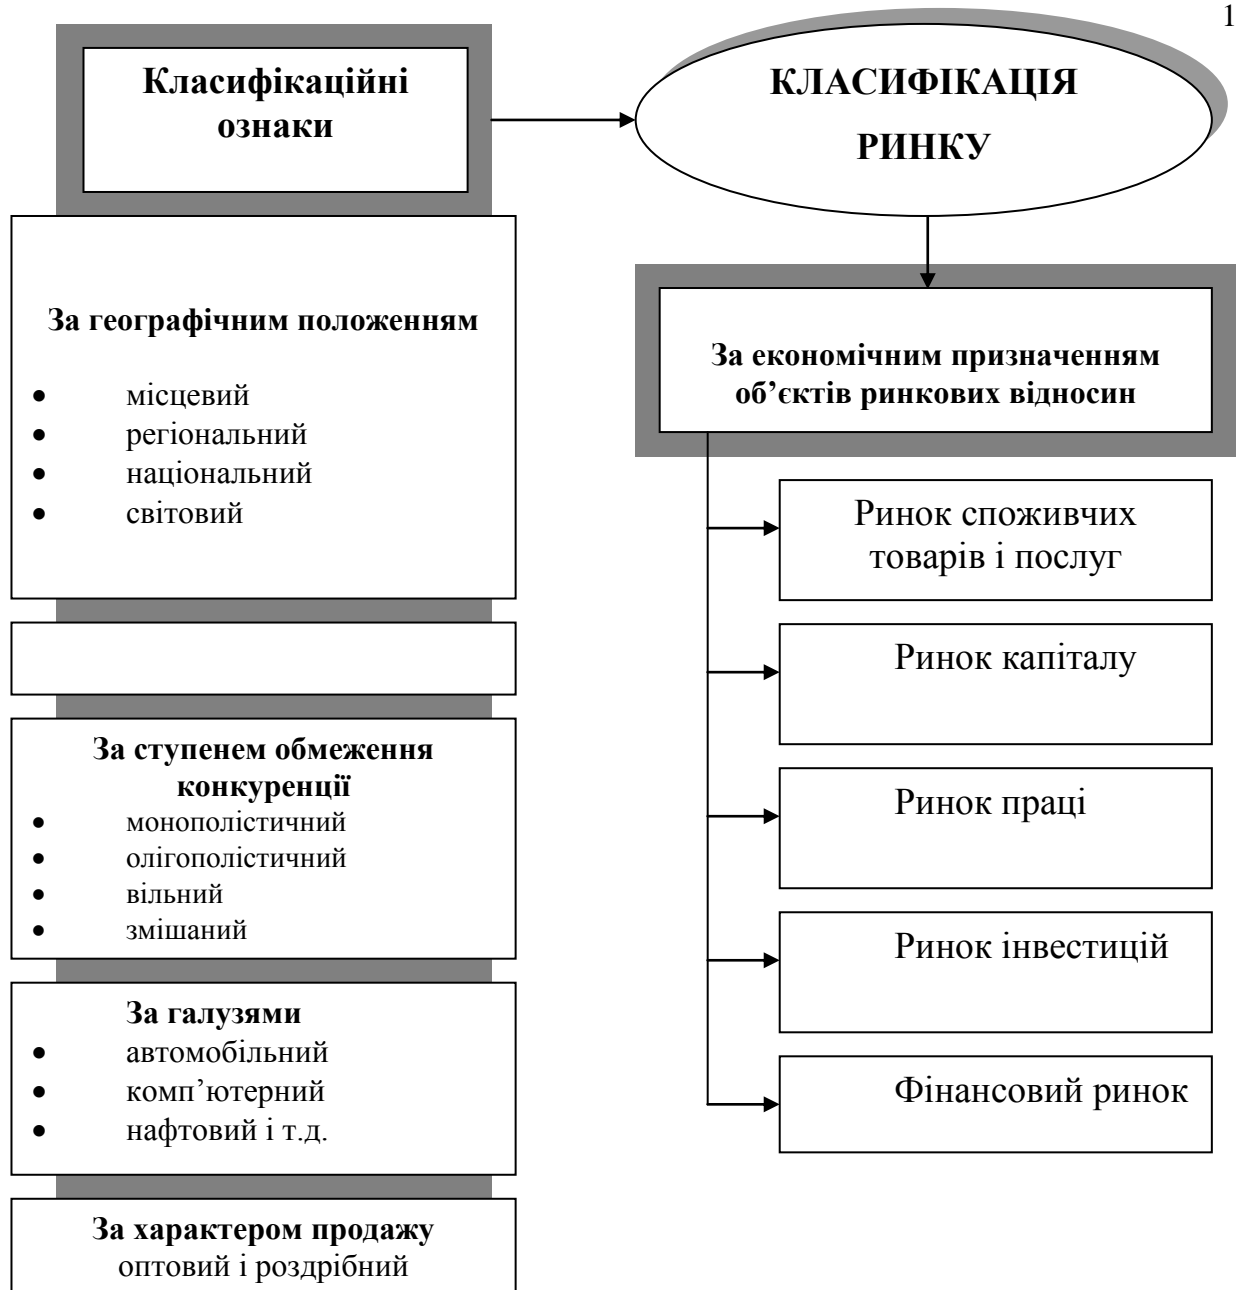 1
Класифікаційні
ознаки
КЛАСИФІКАЦІЯ
РИНКУ
За географічним положенням
• місцевий
• регіональний
• національний
• світовий
За ступенем обмеження
конкуренції
• монополістичний
• олігополістичний
• вільний
• змішаний
За галузями
• автомобільний
• комп’ютерний
• нафтовий і т.д.
За характером продажу
оптовий і роздрібний
За економічним призначенням
об’єктів ринкових відносин
Ринок споживчих
товарів і послуг
Ринок капіталу
Ринок праці
Ринок інвестицій
Фінансовий ринок